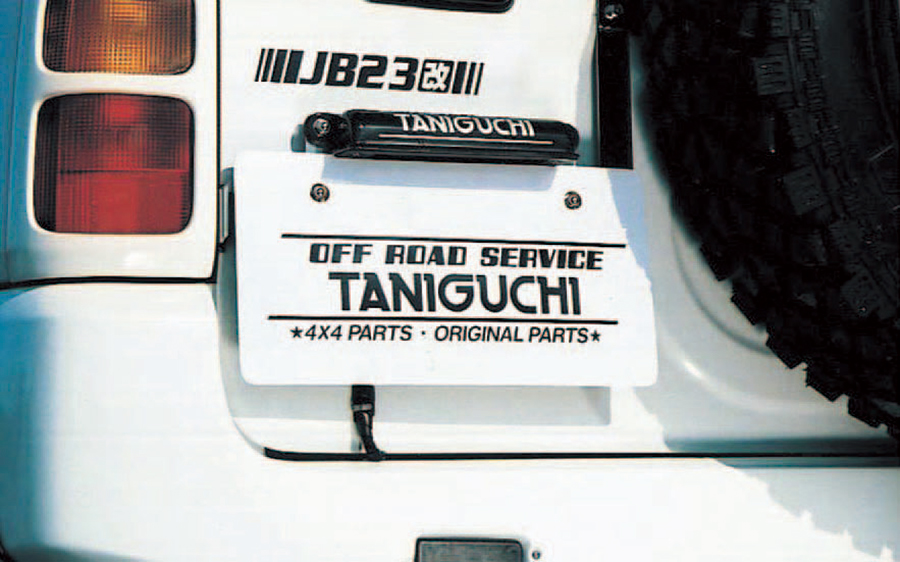 JB23改
TANIGUCHI
OFF ROAD SERVICE
TANIGUCHI
★4X4 PARTS・ORIGINAL PARTS★